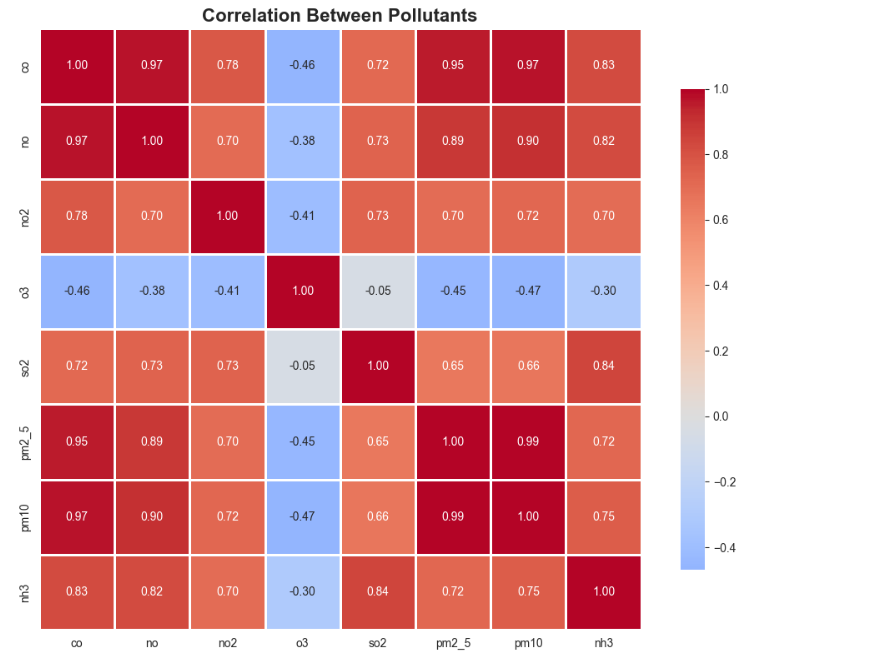 Correlation Between Pollutants
co 1.00 0.97 0.78 -0.46 0.72 0.95 0.97 0.83
no 0.97 1.00 0.70 -0.38 0.73 0.89 0.90 0.82
no2 0.78 0.70 1.00 -0.41 0.73 0.70 0.72 0.70
o3 -0.46 -0.38 -0.41 1.00 -0.05 -0.45 -0.47 -0.30
so2 0.72 0.73 0.73 -0.05 1.00 0.65 0.66 0.84
pm2_5 0.95 0.89 0.70 -0.45 0.65 1.00 0.99 0.72
pm10 0.97 0.90 0.72 -0.47 0.66 0.99 1.00 0.75
nh3 0.83 0.82 0.70 -0.30 0.84 0.72 0.75 1.00
co no no2 o3 so2 pm2_5 pm10 nh3
1.0
0.8
0.6
0.4
0.2
0.0
−0.2
−0.4